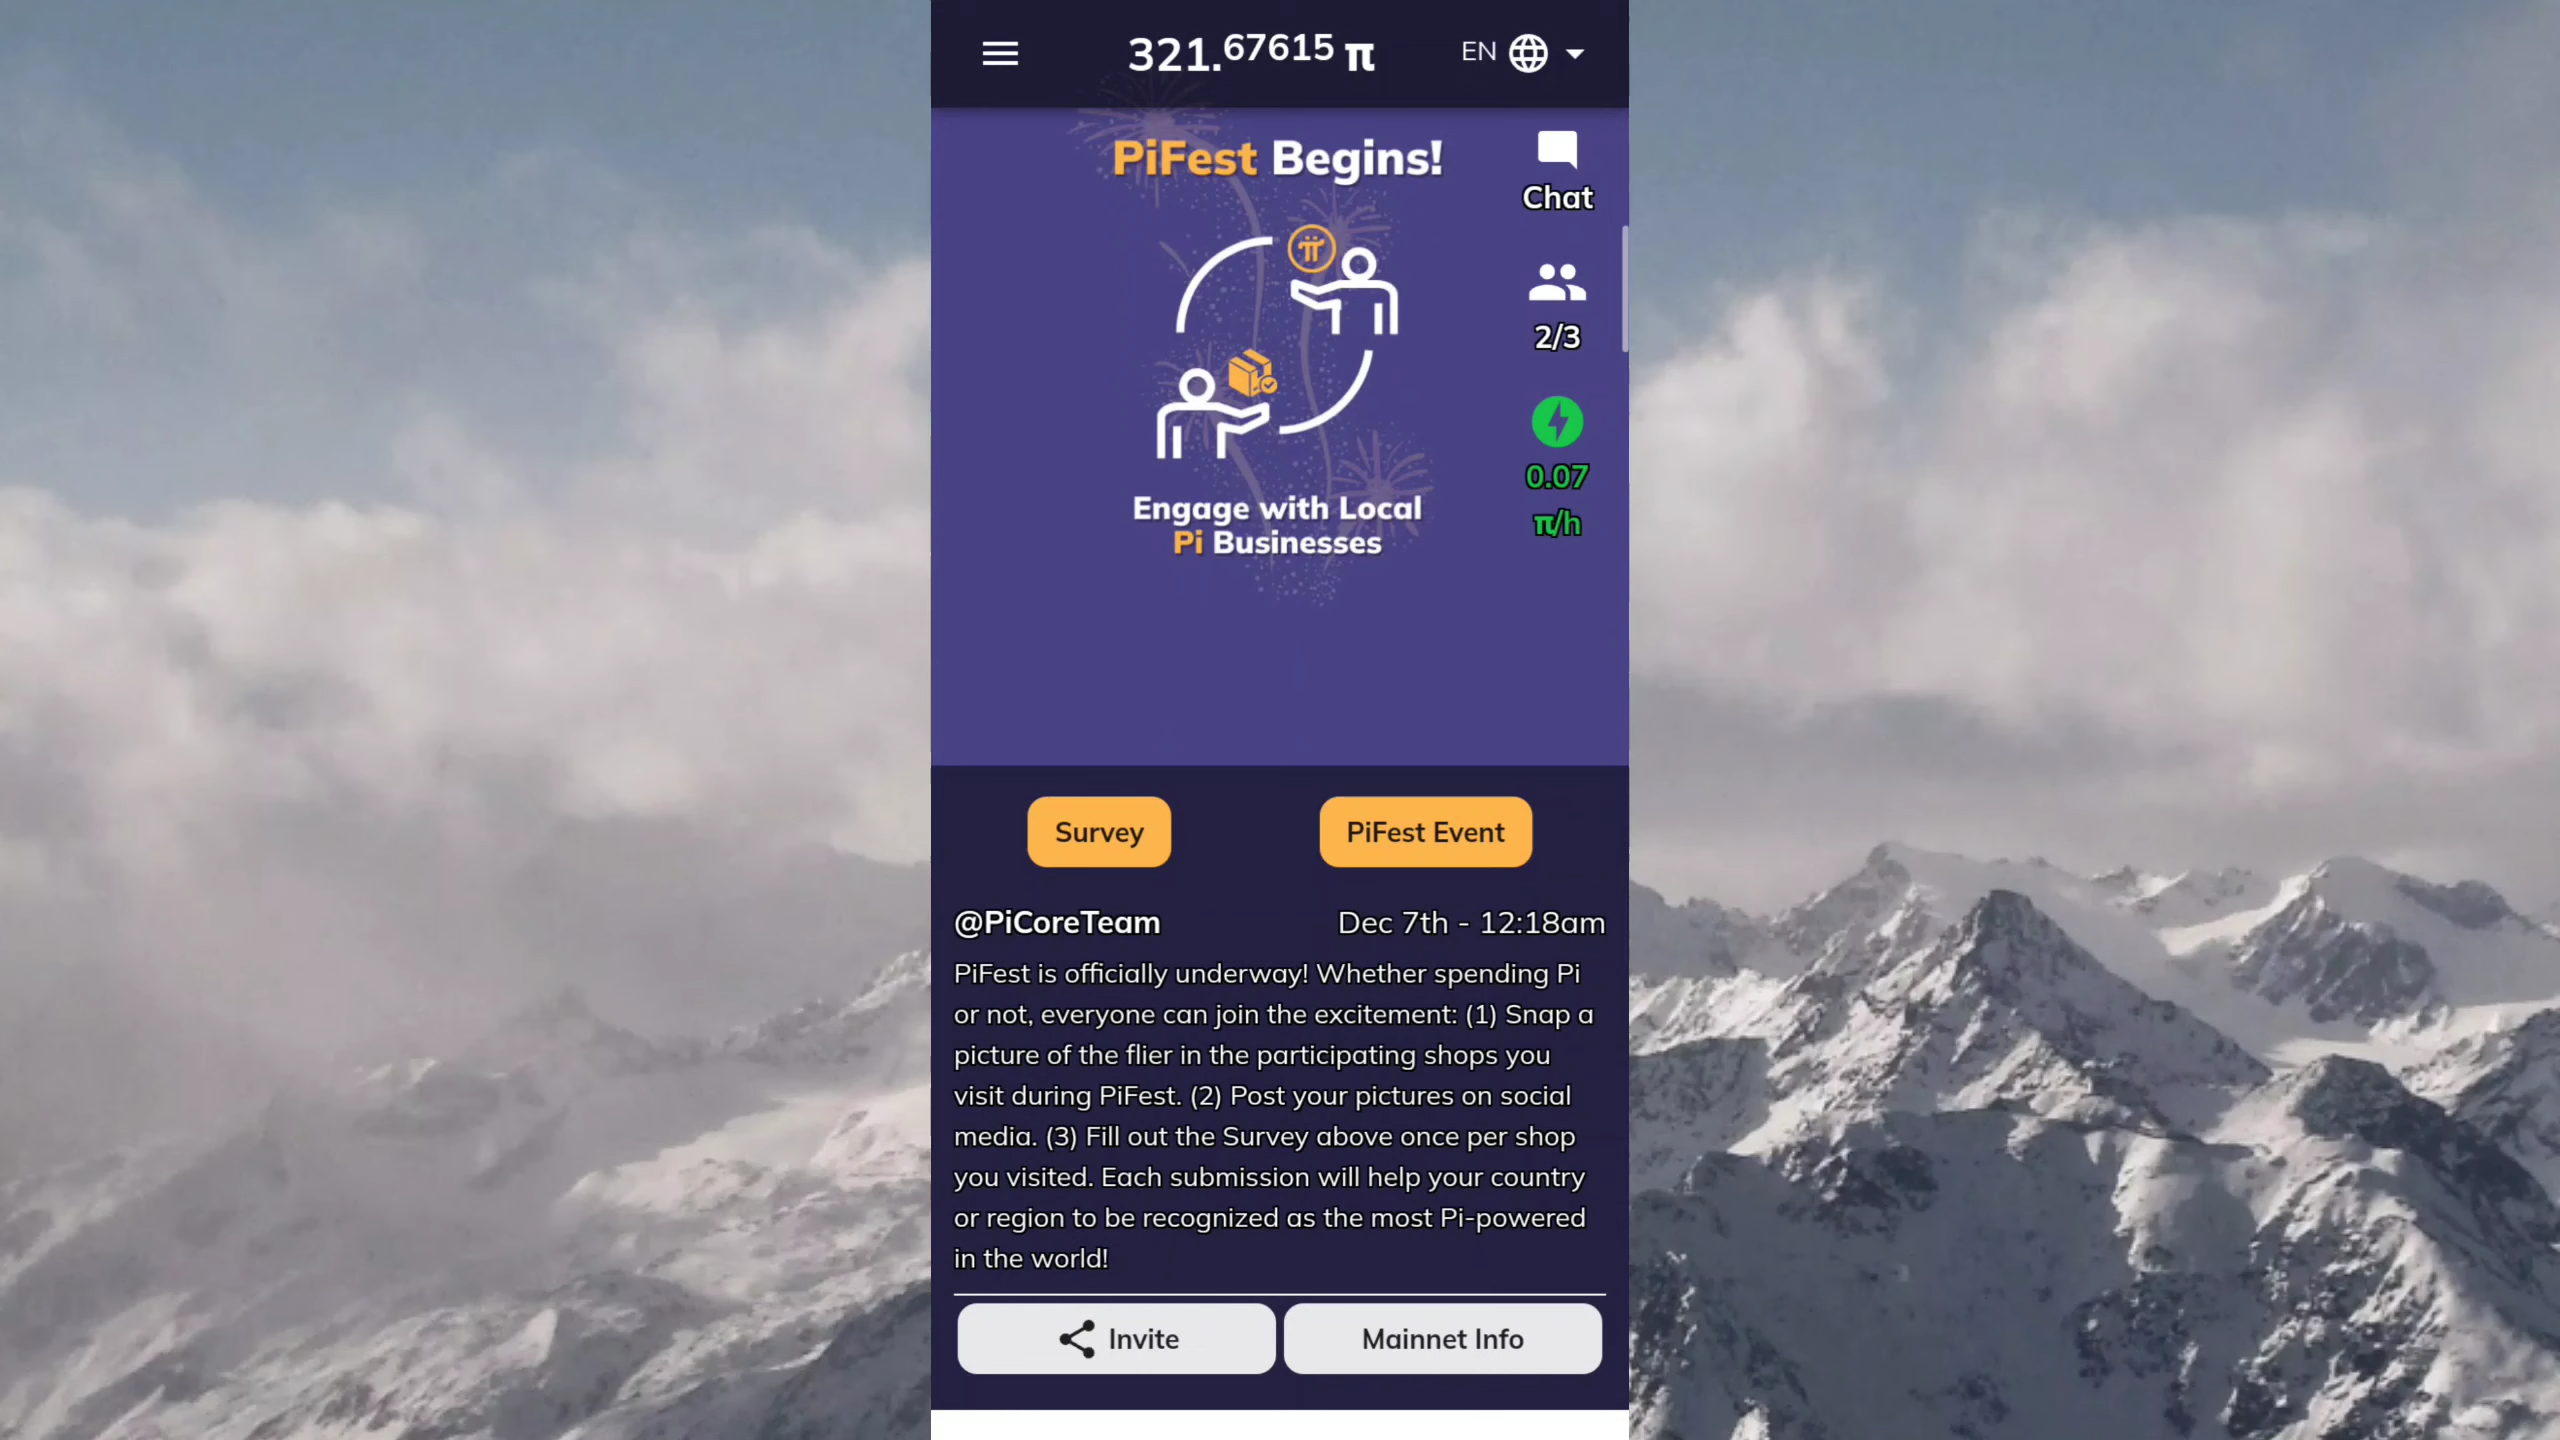 321.67615 π
EN
PiFest Begins!
Chat
2/3
0.07
π/h
Engage with Local
Pi Businesses
Survey
PiFest Event
@PiCoreTeam
Dec 7th - 12:18am
PiFest is officially underway! Whether spending Pi
or not, everyone can join the excitement: (1) Snap a
picture of the flier in the participating shops you
visit during PiFest. (2) Post your pictures on social
media. (3) Fill out the Survey above once per shop
you visited. Each submission will help your country
or region to be recognized as the most Pi-powered
in the world!
Invite
Mainnet Info